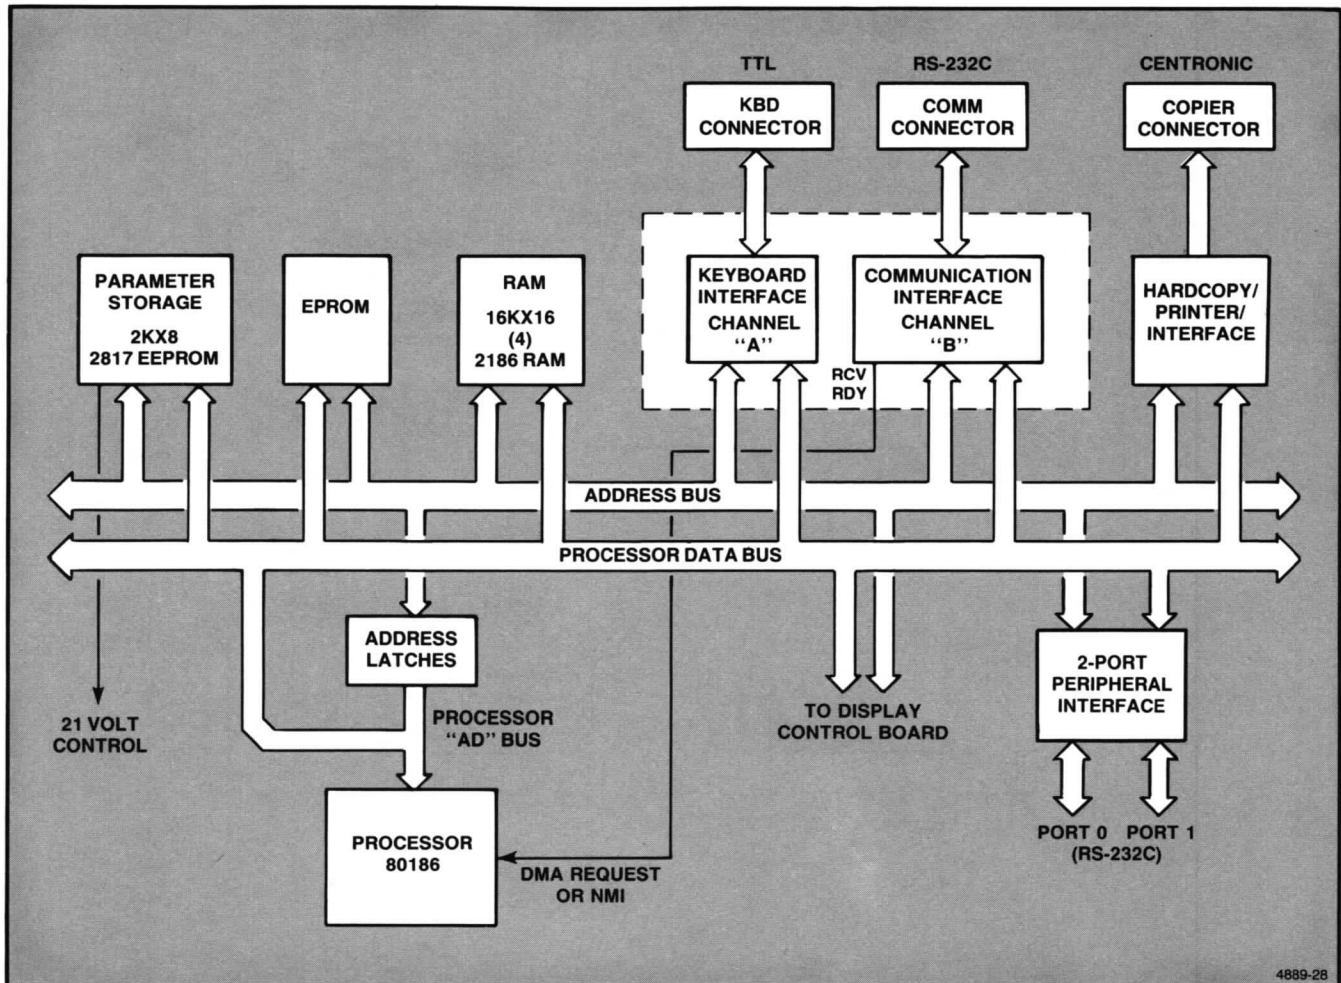 TTL
RS-232C
CENTRONIC
KBD
CONNECTOR
COMM
CONNECTOR
COPIER
CONNECTOR
PARAMETER
STORAGE
2KX8
2817 EEPROM
EPROM
RAM
16KX16
(4)
2186 RAM
KEYBOARD
INTERFACE
CHANNEL
"A"
COMMUNICATION
INTERFACE
CHANNEL
"B"
HARDCOPY/
PRINTER/
INTERFACE
RCV
RDY
ADDRESS BUS
PROCESSOR DATA BUS
ADDRESS
LATCHES
21 VOLT
CONTROL
PROCESSOR
"AD" BUS
TO DISPLAY
CONTROL BOARD
2-PORT
PERIPHERAL
INTERFACE
PROCESSOR
80186
DMA REQUEST
OR NMI
PORT 0 PORT 1
(RS-232C)
4889-28